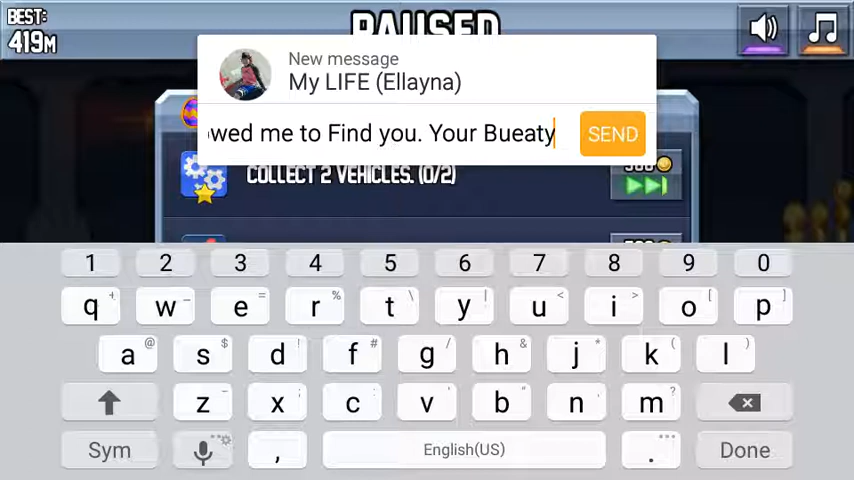 BEST:
419M
PAUSED
New message
My LIFE (Ellayna)
owed me to Find you. Your Bueaty
SEND
COLLECT 2 VEHICLES. (0/2)
1 2 3 4 5 6 7 8 9 0
q + w _ e = r % t \ y | u < i > o [ p ]
a @ s $ d ! f # g / h & j * k ( l )
z - x ' c " v : b ; n , m ?
Sym , English(US) . Done